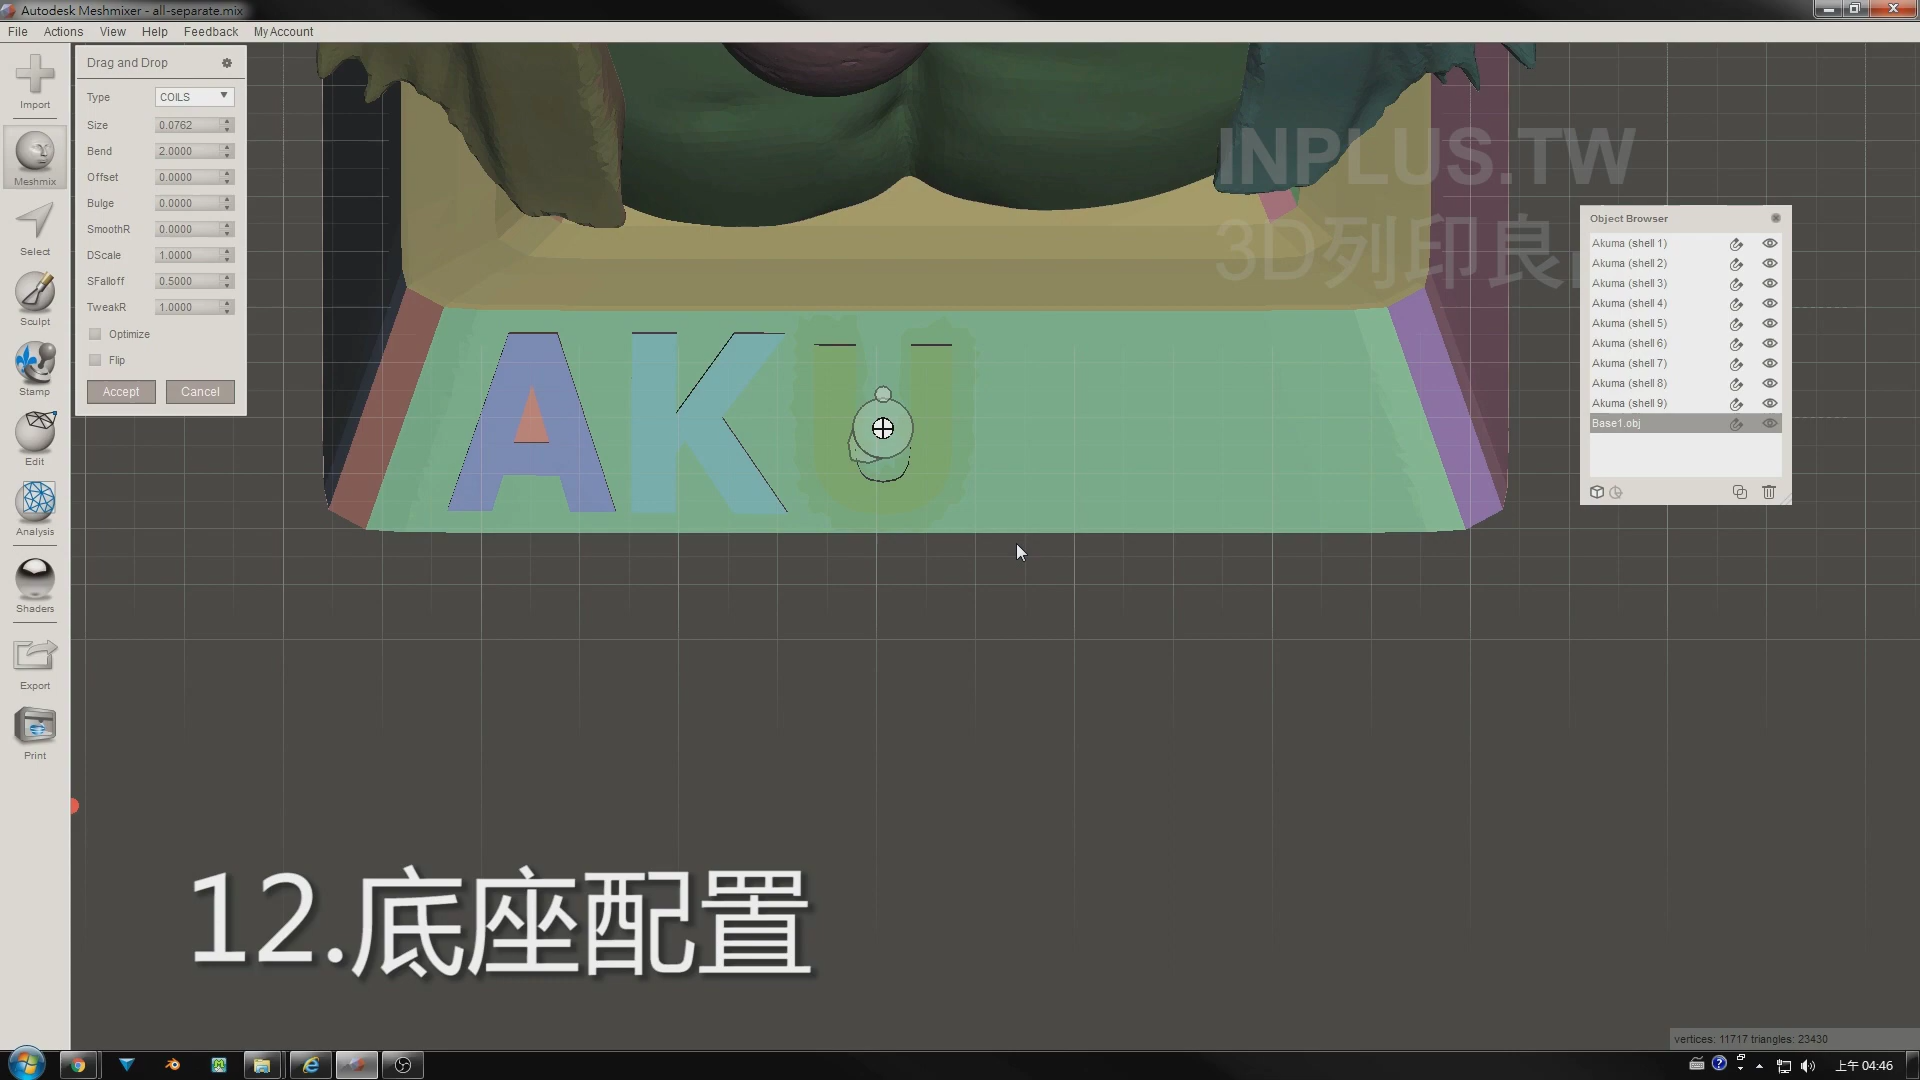 Autodesk Meshmixer - all-separate.mix
File Actions View Help Feedback My Account
Import
Meshmix
Select
Sculpt
Stamp
Edit
Analysis
Shaders
Export
Print
Drag and Drop
Type COILS
Size 0.0762
Bend 2.0000
Offset 0.0000
Bulge 0.0000
SmoothR 0.0000
DScale 1.0000
SFalloff 0.5000
TweakR 1.0000
Optimize
Flip
Accept Cancel
INPLUS.TW
3D列印良
AKU
Object Browser
Akuma (shell 1)
Akuma (shell 2)
Akuma (shell 3)
Akuma (shell 4)
Akuma (shell 5)
Akuma (shell 6)
Akuma (shell 7)
Akuma (shell 8)
Akuma (shell 9)
Base1.obj
12.底座配置
vertices: 11717 triangles: 23430
上午 04:46